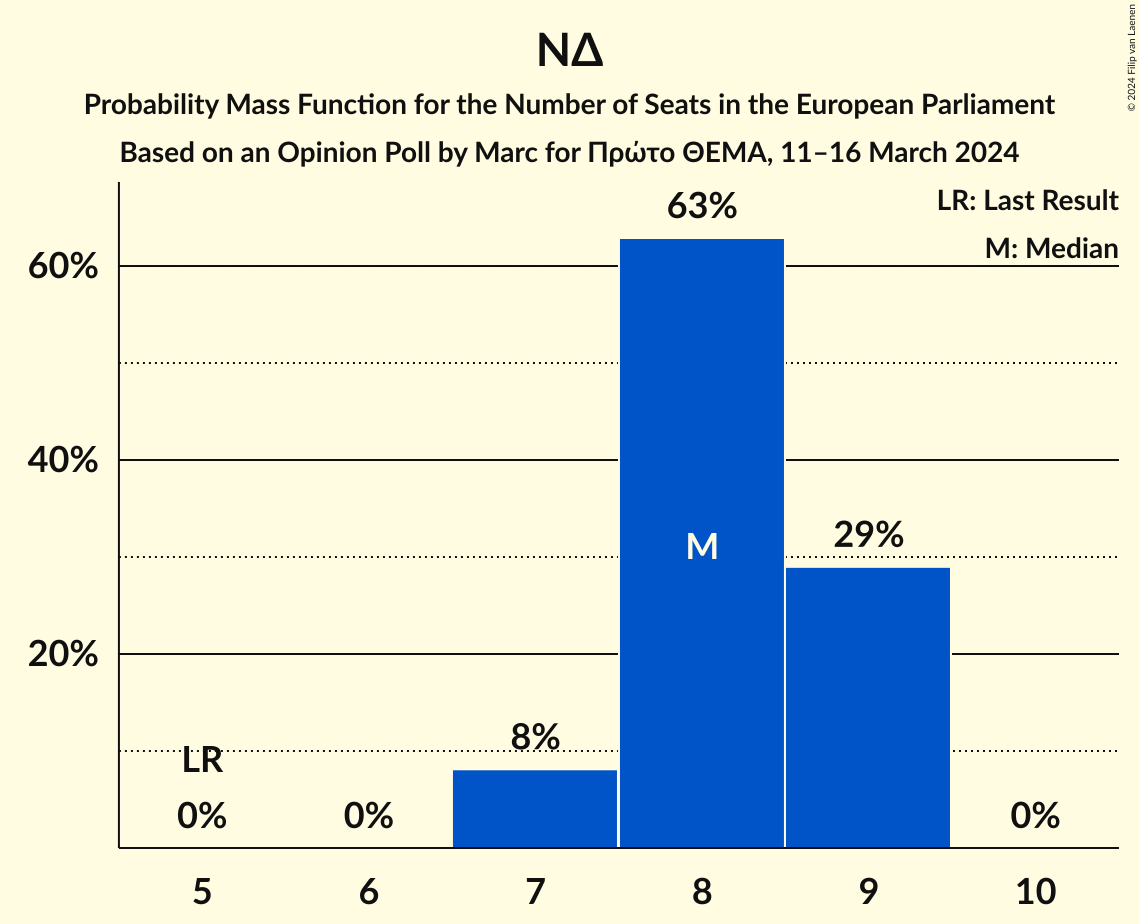 ΝΔ
Probability Mass Function for the Number of Seats in the European Parliament
Based on an Opinion Poll by Marc for Πρώτο ΘΕΜΑ, 11–16 March 2024
© 2024 Filip van Laenen
LR: Last Result
M: Median
63%
60%
40%
29%
M
20%
8%
LR
0%
0%
0%
5
6
7
8
9
10